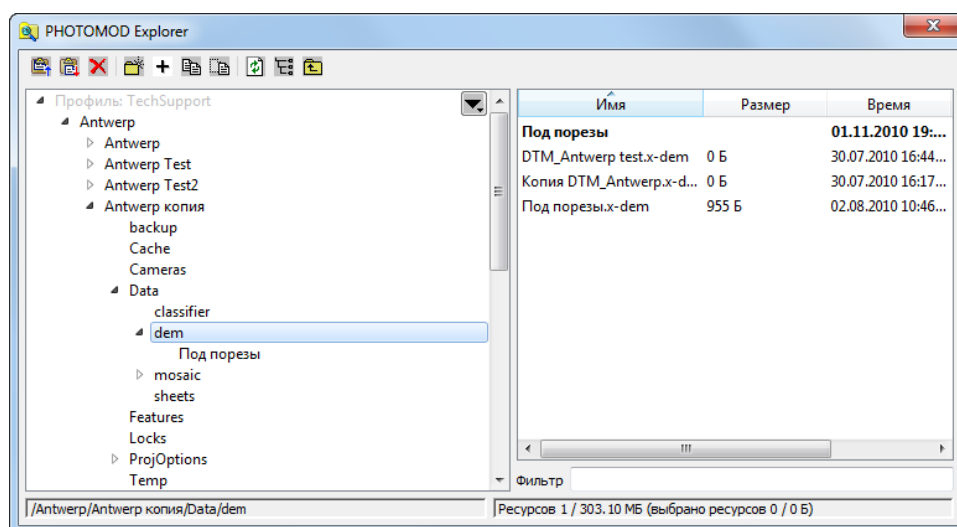 PHOTOMOD Explorer
Профиль: TechSupport
Antwerp
Antwerp
Antwerp Test
Antwerp Test2
Antwerp копия
backup
Cache
Cameras
Data
classifier
dem
Под порезы
mosaic
sheets
Features
Locks
ProjOptions
Temp
Имя Размер Время
Под порезы 01.11.2010 19:...
DTM_Antwerp test.x-dem 0 Б 30.07.2010 16:44...
Копия DTM_Antwerp.x-d... 0 Б 30.07.2010 16:17...
Под порезы.x-dem 955 Б 02.08.2010 10:46...
Фильтр
/Antwerp/Antwerp копия/Data/dem
Ресурсов 1 / 303.10 МБ (выбрано ресурсов 0 / 0 Б)